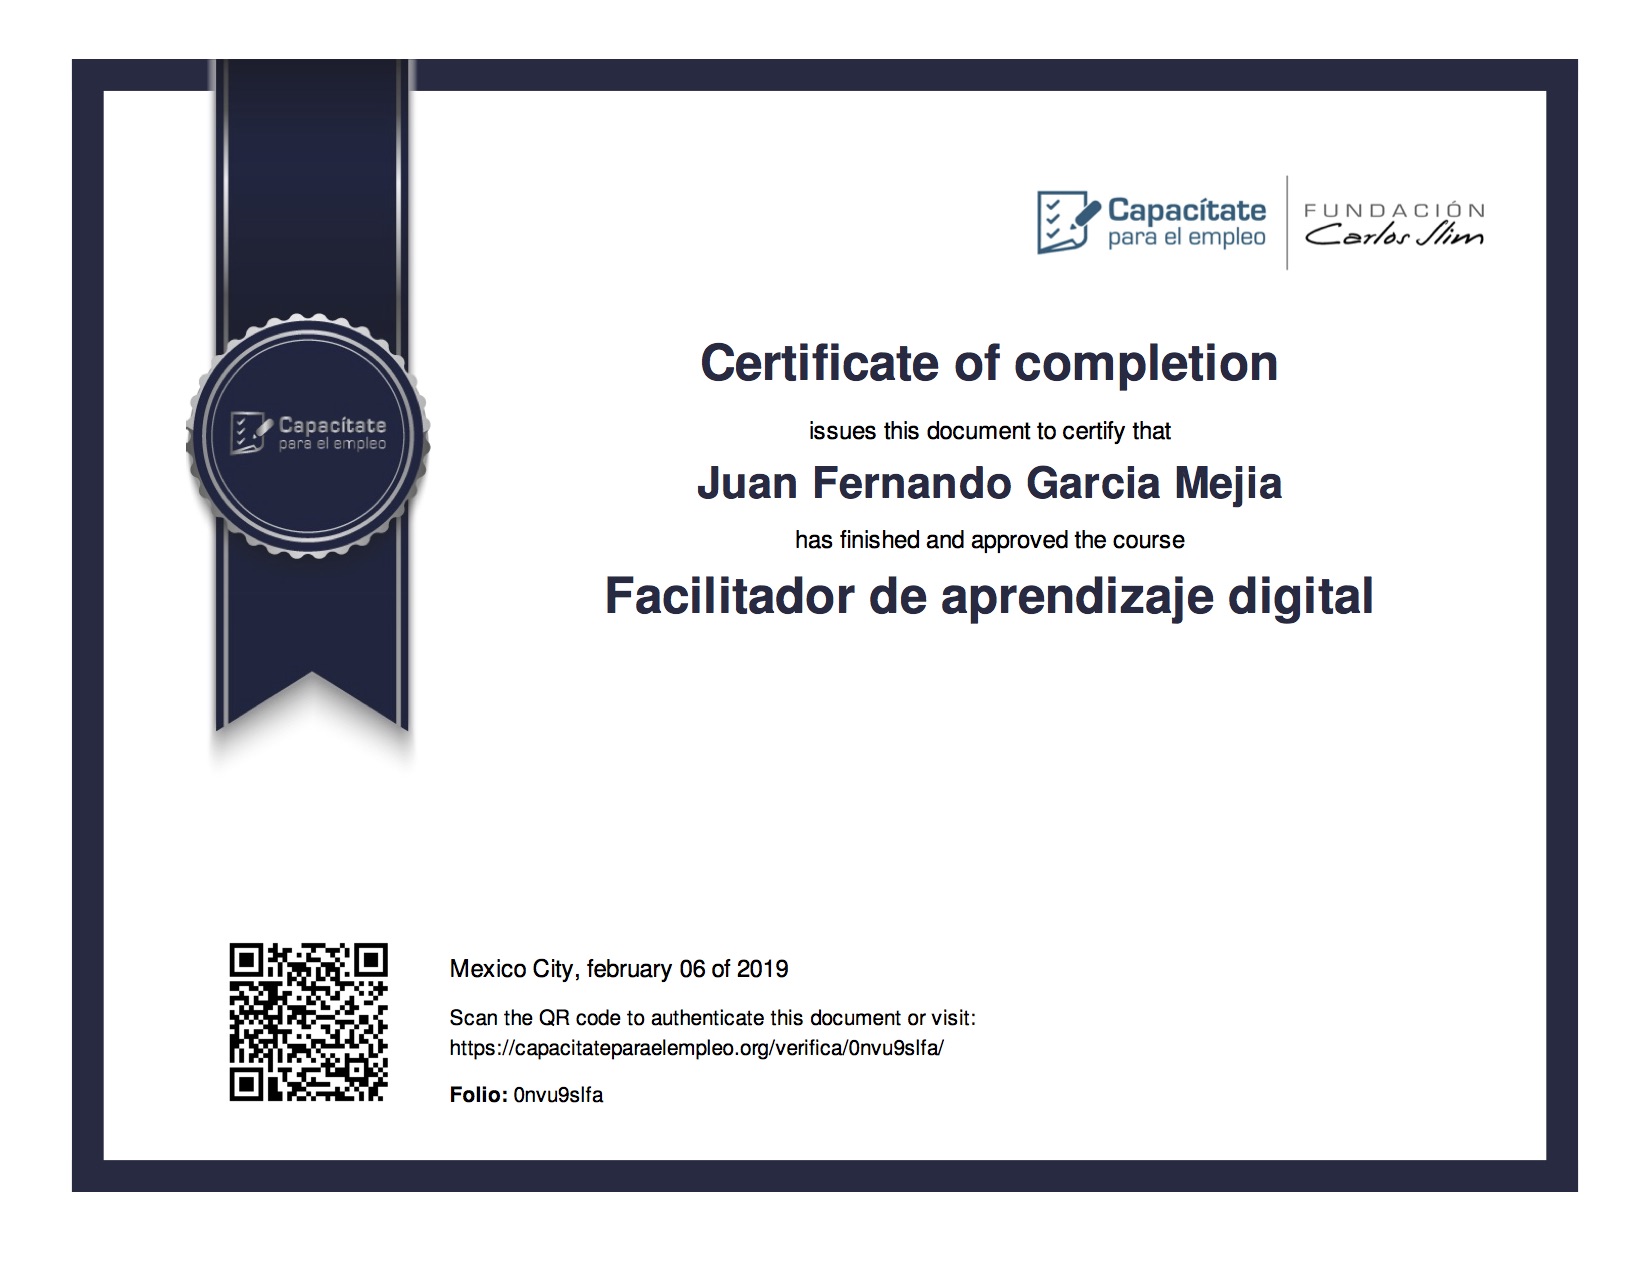 Capacítate
para el empleo
FUNDACIÓN
Carlos Slim
Certificate of completion
issues this document to certify that
Juan Fernando Garcia Mejia
has finished and approved the course
Facilitador de aprendizaje digital
Capacítate
para el empleo
Mexico City, february 06 of 2019
Scan the QR code to authenticate this document or visit:
https://capacitateparaelempleo.org/verifica/0nvu9slfa/
Folio: 0nvu9slfa